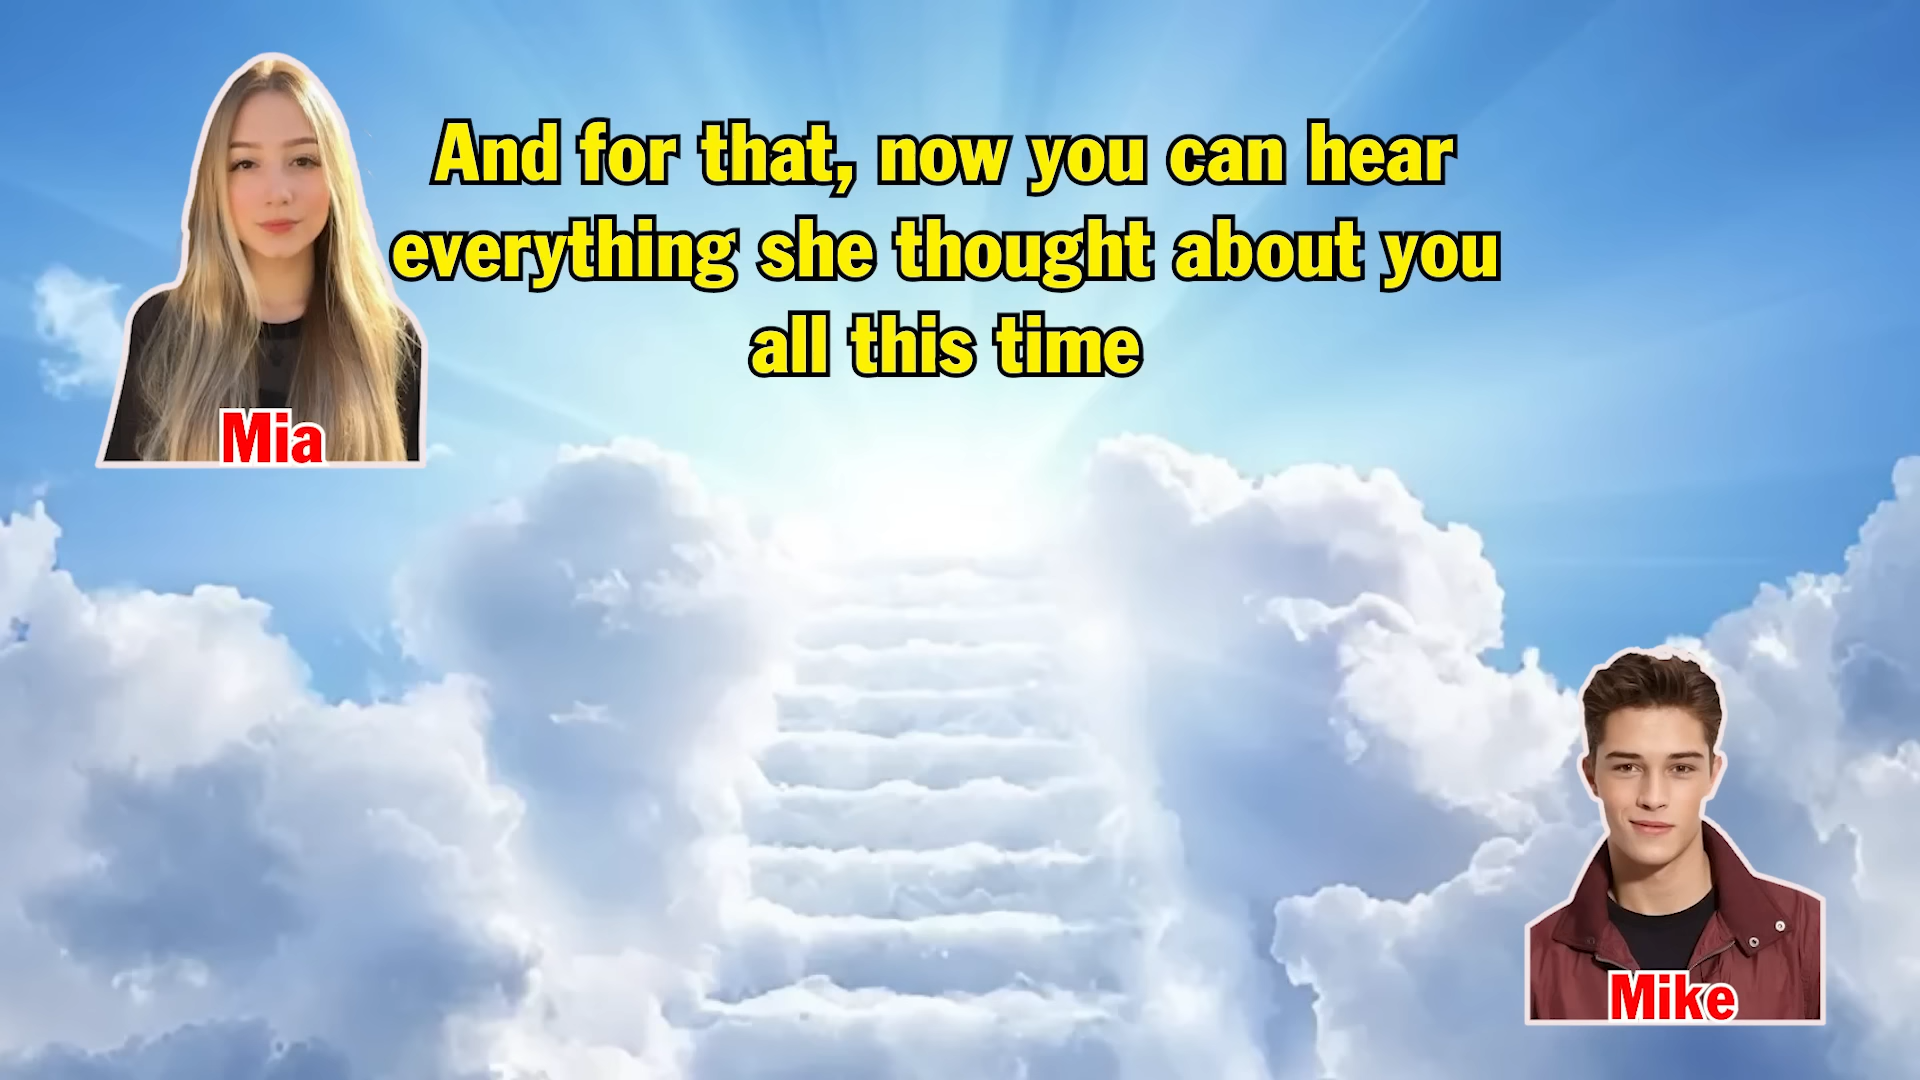 And for that, now you can hear
everything she thought about you
all this time
Mia
Mike